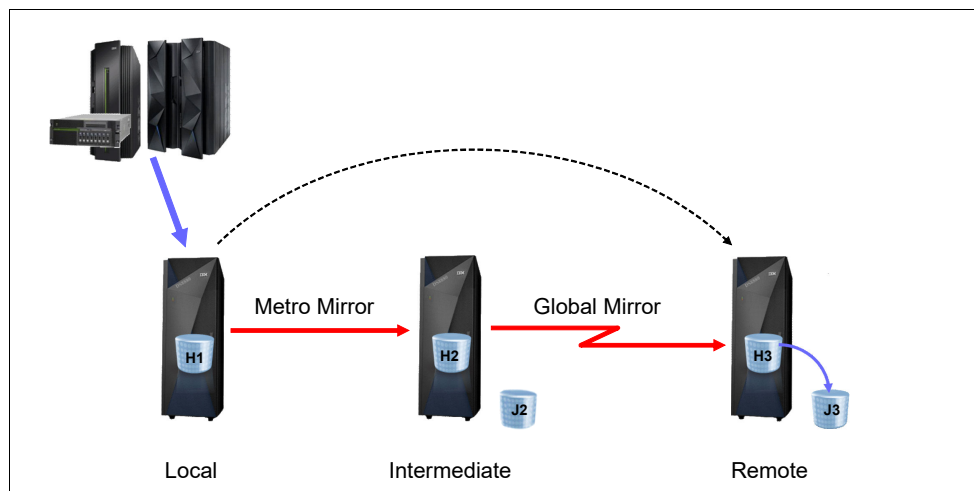 Metro Mirror
Global Mirror
H1
H2
H3
J2
J3
Local
Intermediate
Remote